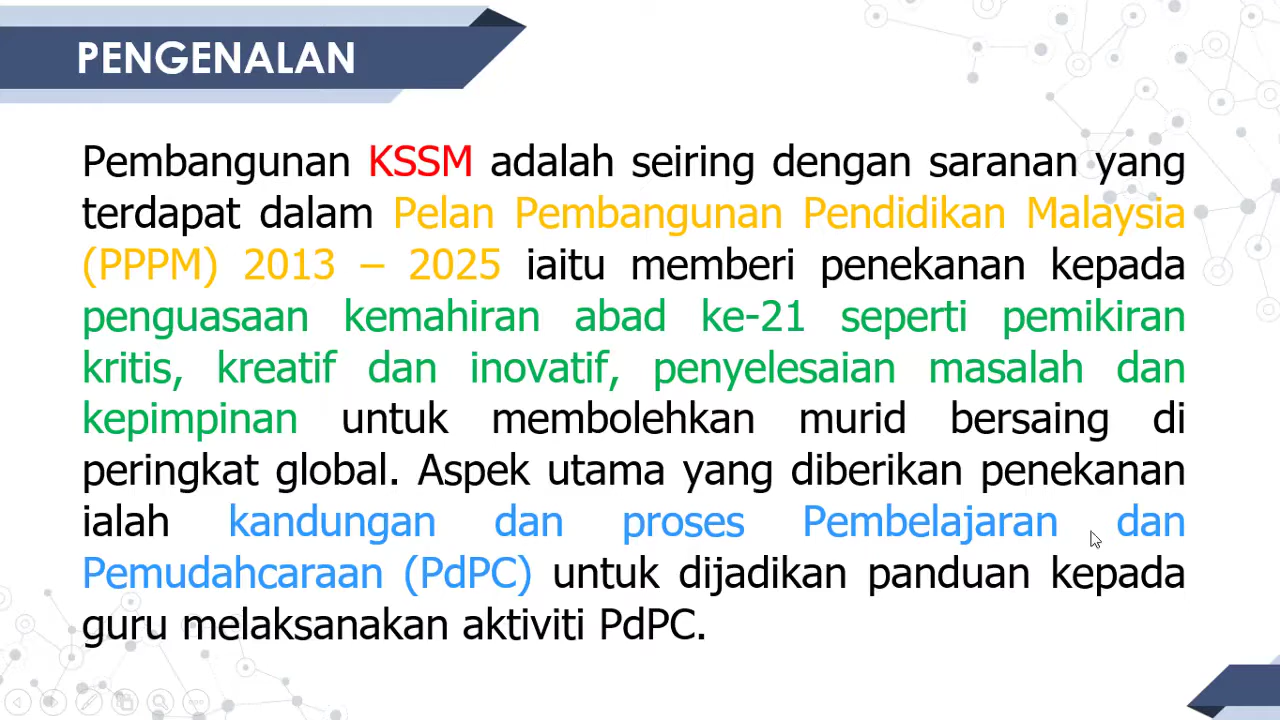 PENGENALAN
Pembangunan KSSM adalah seiring dengan saranan yang
terdapat dalam Pelan Pembangunan Pendidikan Malaysia
(PPPM) 2013 – 2025 iaitu memberi penekanan kepada
penguasaan kemahiran abad ke-21 seperti pemikiran
kritis, kreatif dan inovatif, penyelesaian masalah dan
kepimpinan untuk membolehkan murid bersaing di
peringkat global. Aspek utama yang diberikan penekanan
ialah kandungan dan proses Pembelajaran dan
Pemudahcaraan (PdPC) untuk dijadikan panduan kepada
guru melaksanakan aktiviti PdPC.